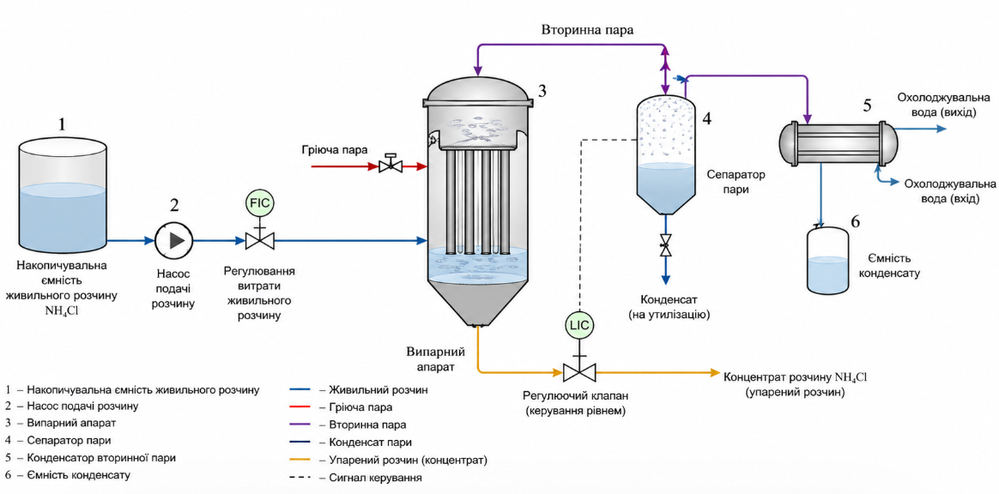 Вторинна пара
1
2
3
4
5
6
Гріюча пара
FIC
Накопичувальна
ємність
живильного розчину
NH₄Cl
Насос
подачі
розчину
Регулювання
витрати
живильного
розчину
Сепаратор
пари
Охолоджувальна
вода (вихід)
Охолоджувальна
вода (вхід)
Ємність
конденсату
Конденсат
(на утилізацію)
LIC
Випарний
апарат
Регулюючий клапан
(керування рівнем)
Концентрат розчину NH₄Cl
(упарений розчин)
1 – Накопичувальна ємність живильного розчину
2 – Насос подачі розчину
3 – Випарний апарат
4 – Сепаратор пари
5 – Конденсатор вторинної пари
6 – Ємність конденсату
– Живильний розчин
– Гріюча пара
– Вторинна пара
– Конденсат пари
– Упарений розчин (концентрат)
– Сигнал керування